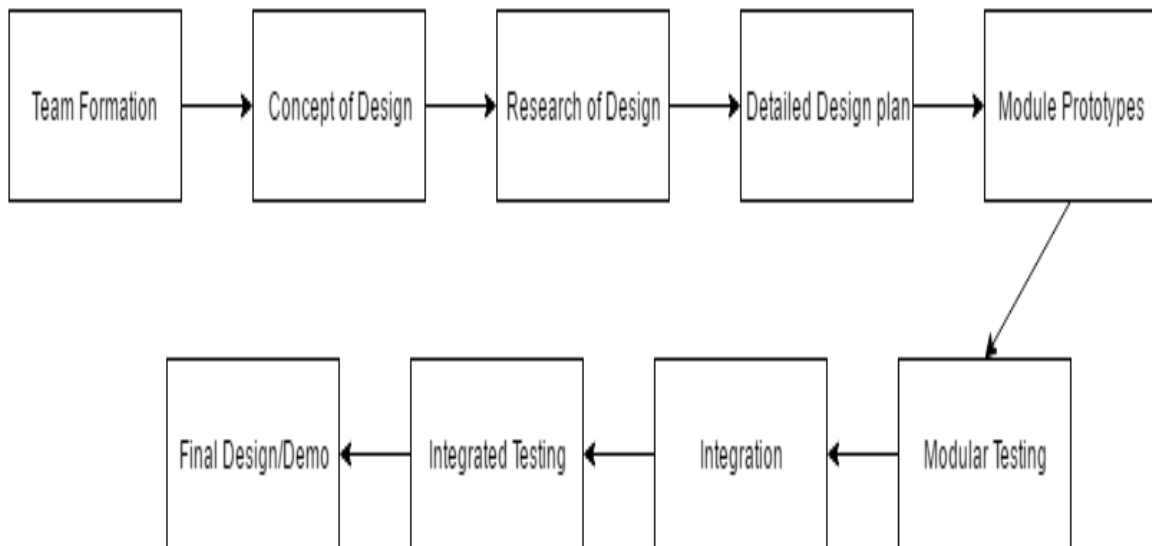 Team Formation
Concept of Design
Research of Design
Detailed Design plan
Module Prototypes
Modular Testing
Integration
Integrated Testing
Final Design/Demo